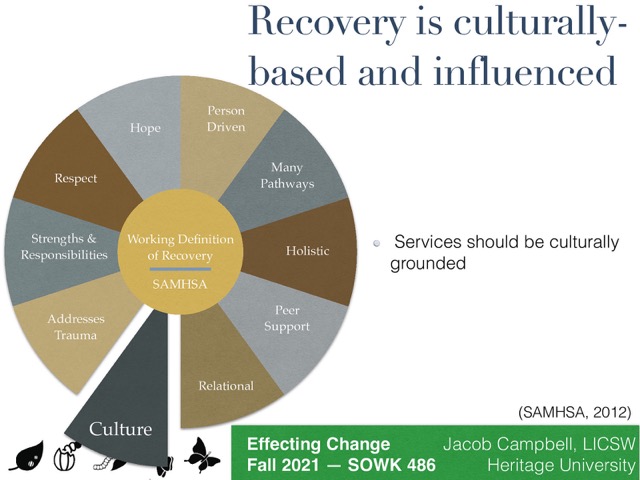 Recovery is culturally-
based and influenced
Person
Driven
Many
Pathways
Holistic
Peer
Support
Relational
Culture
Addresses
Trauma
Strengths &
Responsibilities
Respect
Hope
Working Definition
of Recovery
SAMHSA
Services should be culturally
grounded
(SAMHSA, 2012)
Effecting Change
Jacob Campbell, LICSW
Fall 2021 — SOWK 486
Heritage University